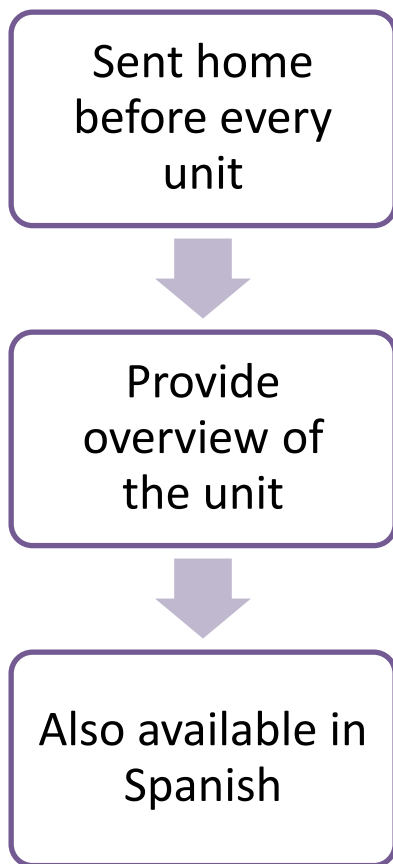 Sent home
before every
unit
Provide
overview of
the unit
Also available in
Spanish